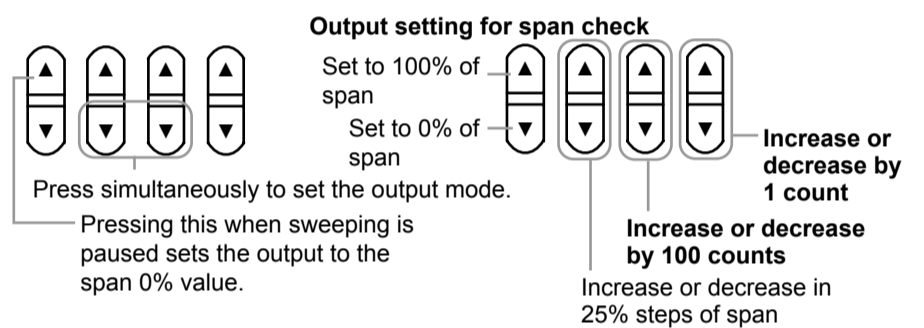 Output setting for span check
Set to 100% of
span
Set to 0% of
span
Press simultaneously to set the output mode.
Pressing this when sweeping is
paused sets the output to the
span 0% value.
Increase or
decrease by
1 count
Increase or decrease
by 100 counts
Increase or decrease in
25% steps of span